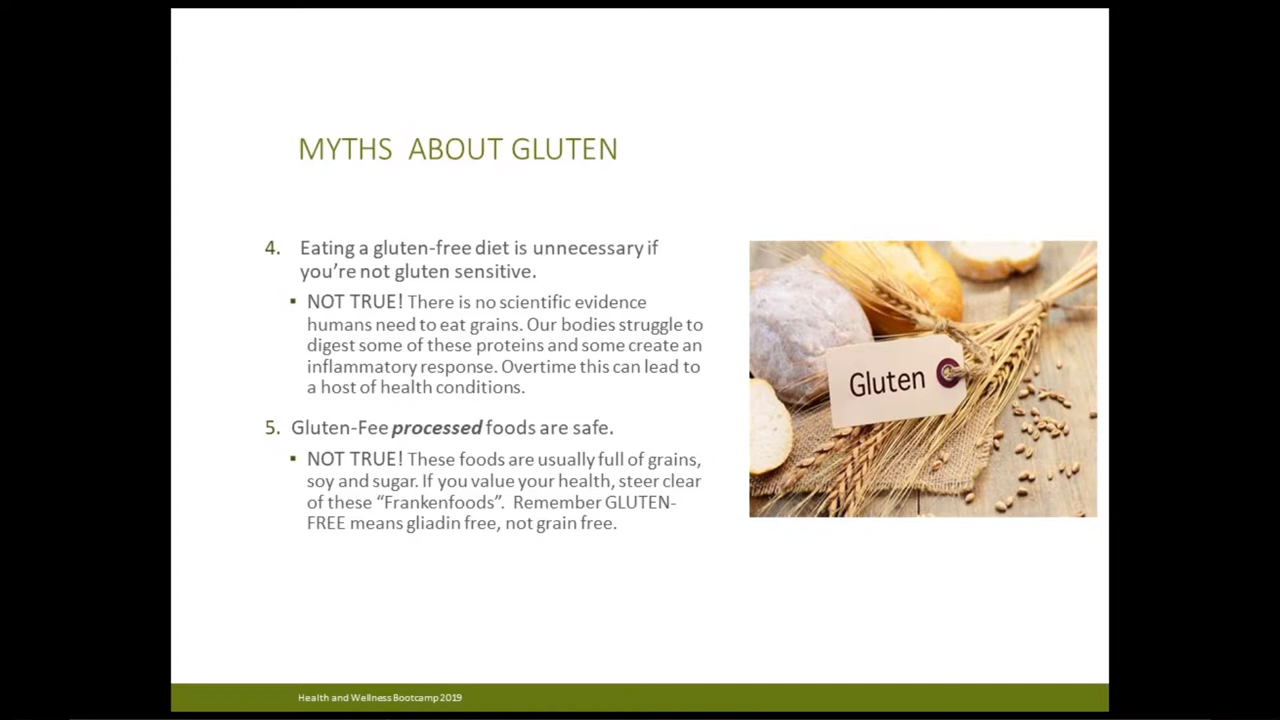 MYTHS ABOUT GLUTEN
4. Eating a gluten-free diet is unnecessary if
you're not gluten sensitive.
▪ NOT TRUE! There is no scientific evidence
humans need to eat grains. Our bodies struggle to
digest some of these proteins and some create an
inflammatory response. Overtime this can lead to
a host of health conditions.
5. Gluten-Fee processed foods are safe.
▪ NOT TRUE! These foods are usually full of grains,
soy and sugar. If you value your health, steer clear
of these “Frankenfoods”. Remember GLUTEN-
FREE means gliadin free, not grain free.
Gluten
Health and Wellness Bootcamp 2019